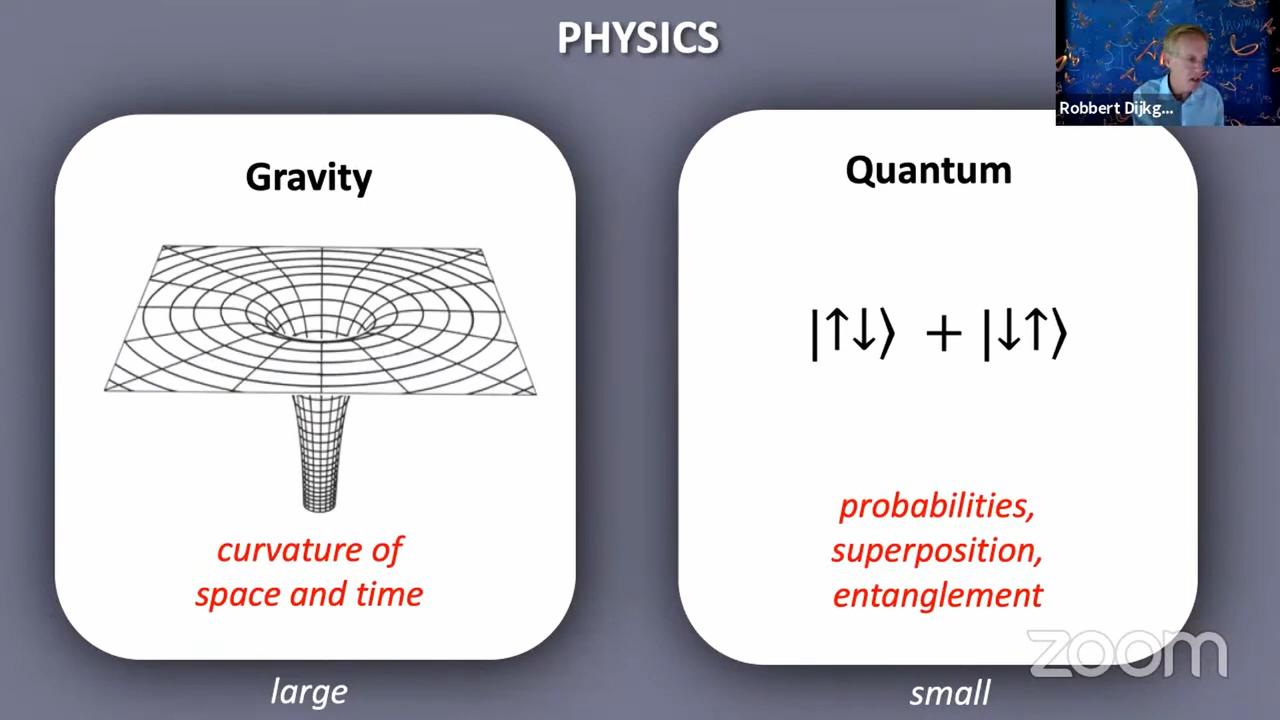 PHYSICS
Robbert Dijkg...
Gravity
curvature of
space and time
large
Quantum
|↑↓⟩ + |↓↑⟩
probabilities,
superposition,
entanglement
small
zoom